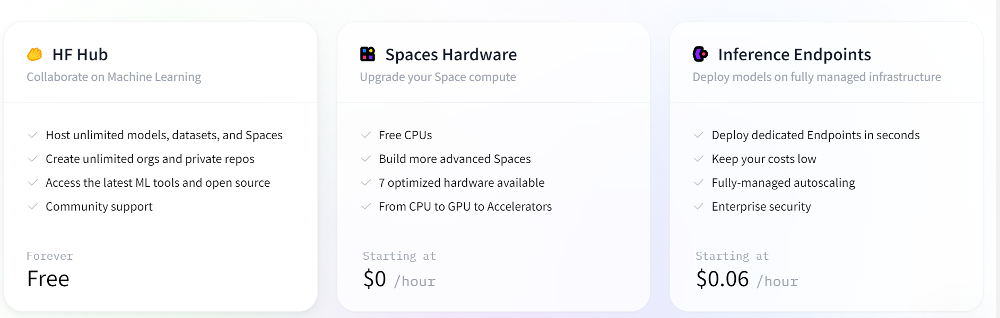 HF Hub
Collaborate on Machine Learning
Host unlimited models, datasets, and Spaces
Create unlimited orgs and private repos
Access the latest ML tools and open source
Community support
Forever
Free
Spaces Hardware
Upgrade your Space compute
Free CPUs
Build more advanced Spaces
7 optimized hardware available
From CPU to GPU to Accelerators
Starting at
$0 /hour
Inference Endpoints
Deploy models on fully managed infrastructure
Deploy dedicated Endpoints in seconds
Keep your costs low
Fully-managed autoscaling
Enterprise security
Starting at
$0.06 /hour